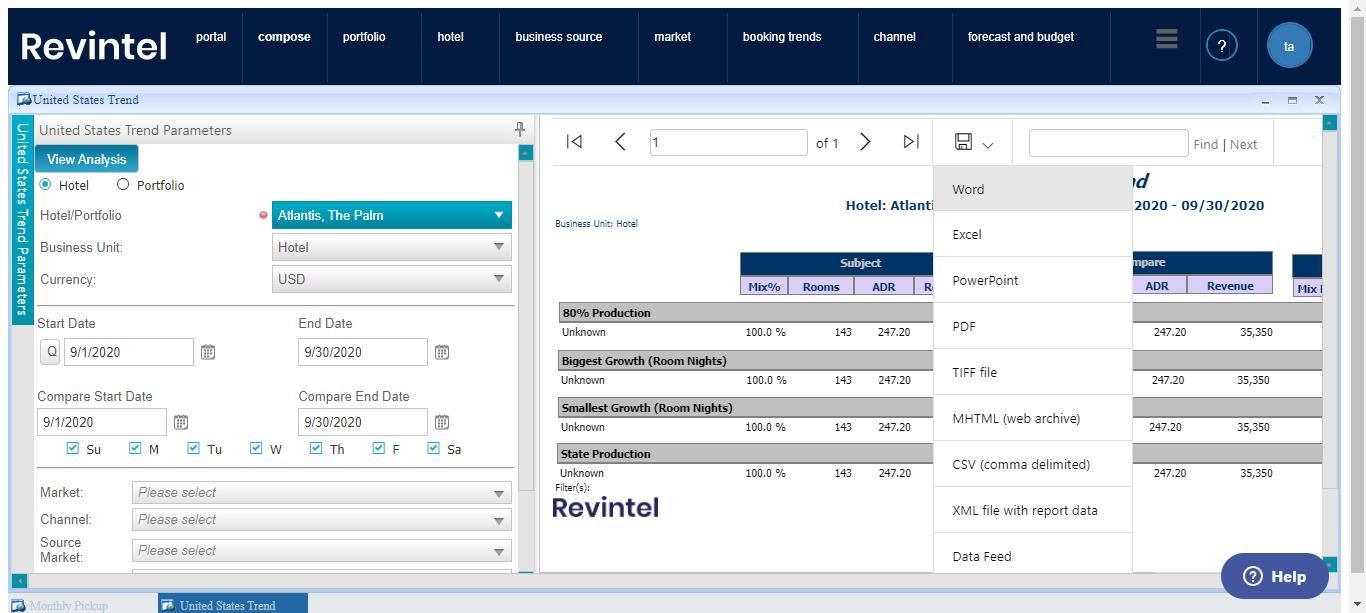 Revintel
portal compose portfolio hotel business source market booking trends channel forecast and budget ? ta
United States Trend
United States Trend Parameters
United States Trend Parameters
View Analysis
Hotel Portfolio
Hotel/Portfolio Atlantis, The Palm
Business Unit: Hotel
Currency: USD
Start Date End Date
Q 9/1/2020 9/30/2020
Compare Start Date Compare End Date
9/1/2020 9/30/2020
Su M Tu W Th F Sa
Market: Please select
Channel: Please select
Source Market: Please select
1 of 1 Find | Next
Word
Excel
PowerPoint
PDF
TIFF file
MHTML (web archive)
CSV (comma delimited)
XML file with report data
Data Feed
Hotel: Atlanti 2020 - 09/30/2020
Business Unit: Hotel
Subject mpare
Mix% Rooms ADR R ADR Revenue Mix
80% Production
Unknown 100.0 % 143 247.20 247.20 35,350
Biggest Growth (Room Nights)
Unknown 100.0 % 143 247.20 247.20 35,350
Smallest Growth (Room Nights)
Unknown 100.0 % 143 247.20 247.20 35,350
State Production
Unknown 100.0 % 143 247.20 247.20 35,350
Filter(s):
Revintel
? Help
Monthly Pickup United States Trend